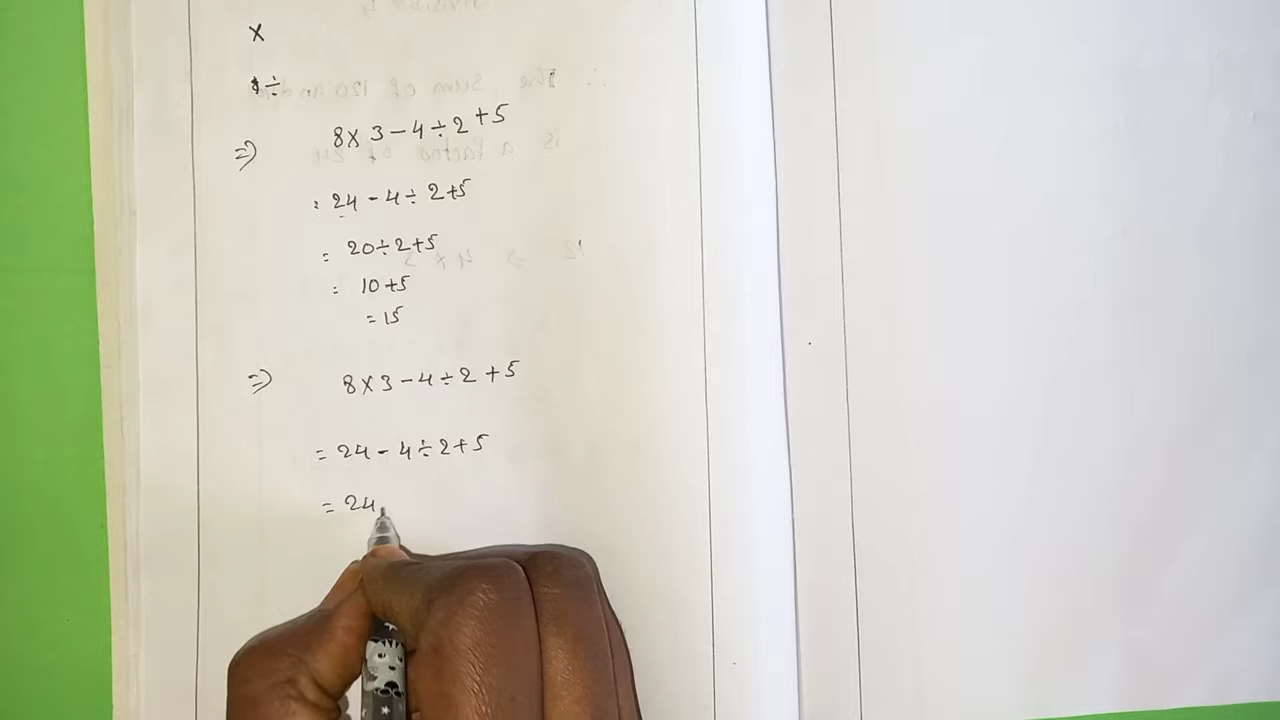 ×
÷
⇒ 8 × 3 - 4 ÷ 2 + 5
= 24 - 4 ÷ 2 + 5
= 20 ÷ 2 + 5
= 10 + 5
= 15
⇒ 8 × 3 - 4 ÷ 2 + 5
= 24 - 4 ÷ 2 + 5
= 24